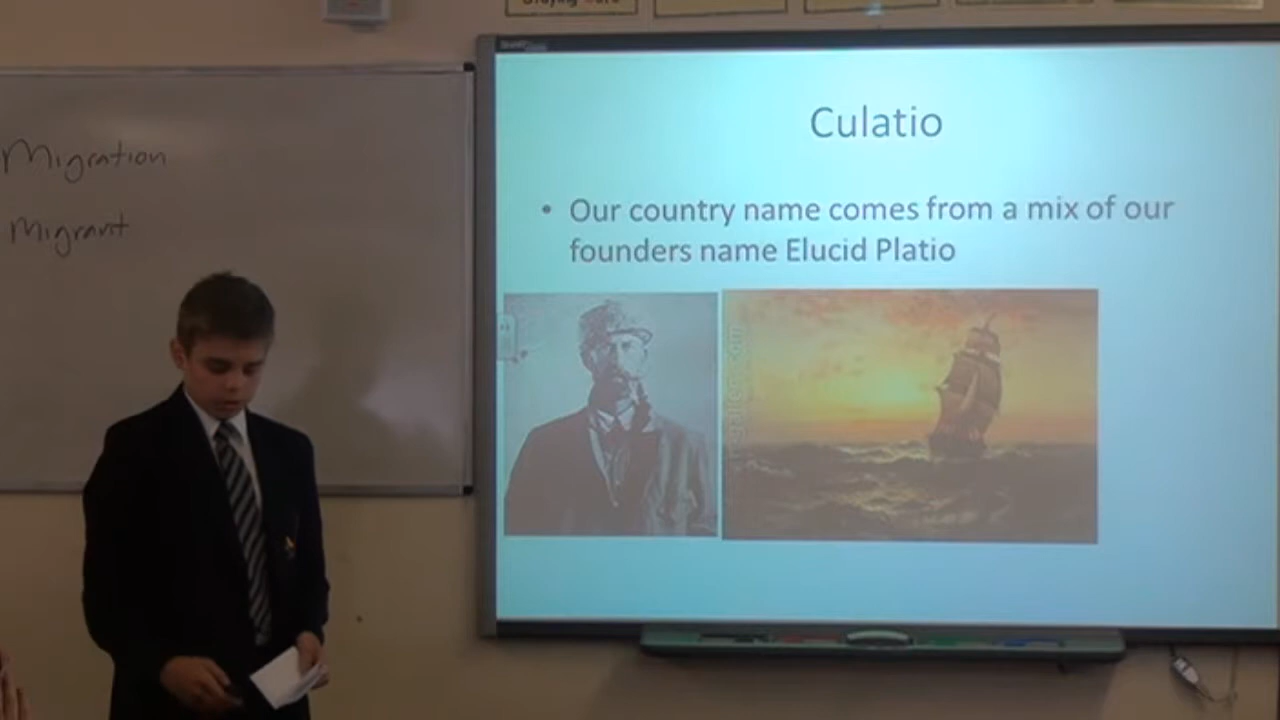 Migration
Migrant
Culatio
• Our country name comes from a mix of our
founders name Elucid Platio